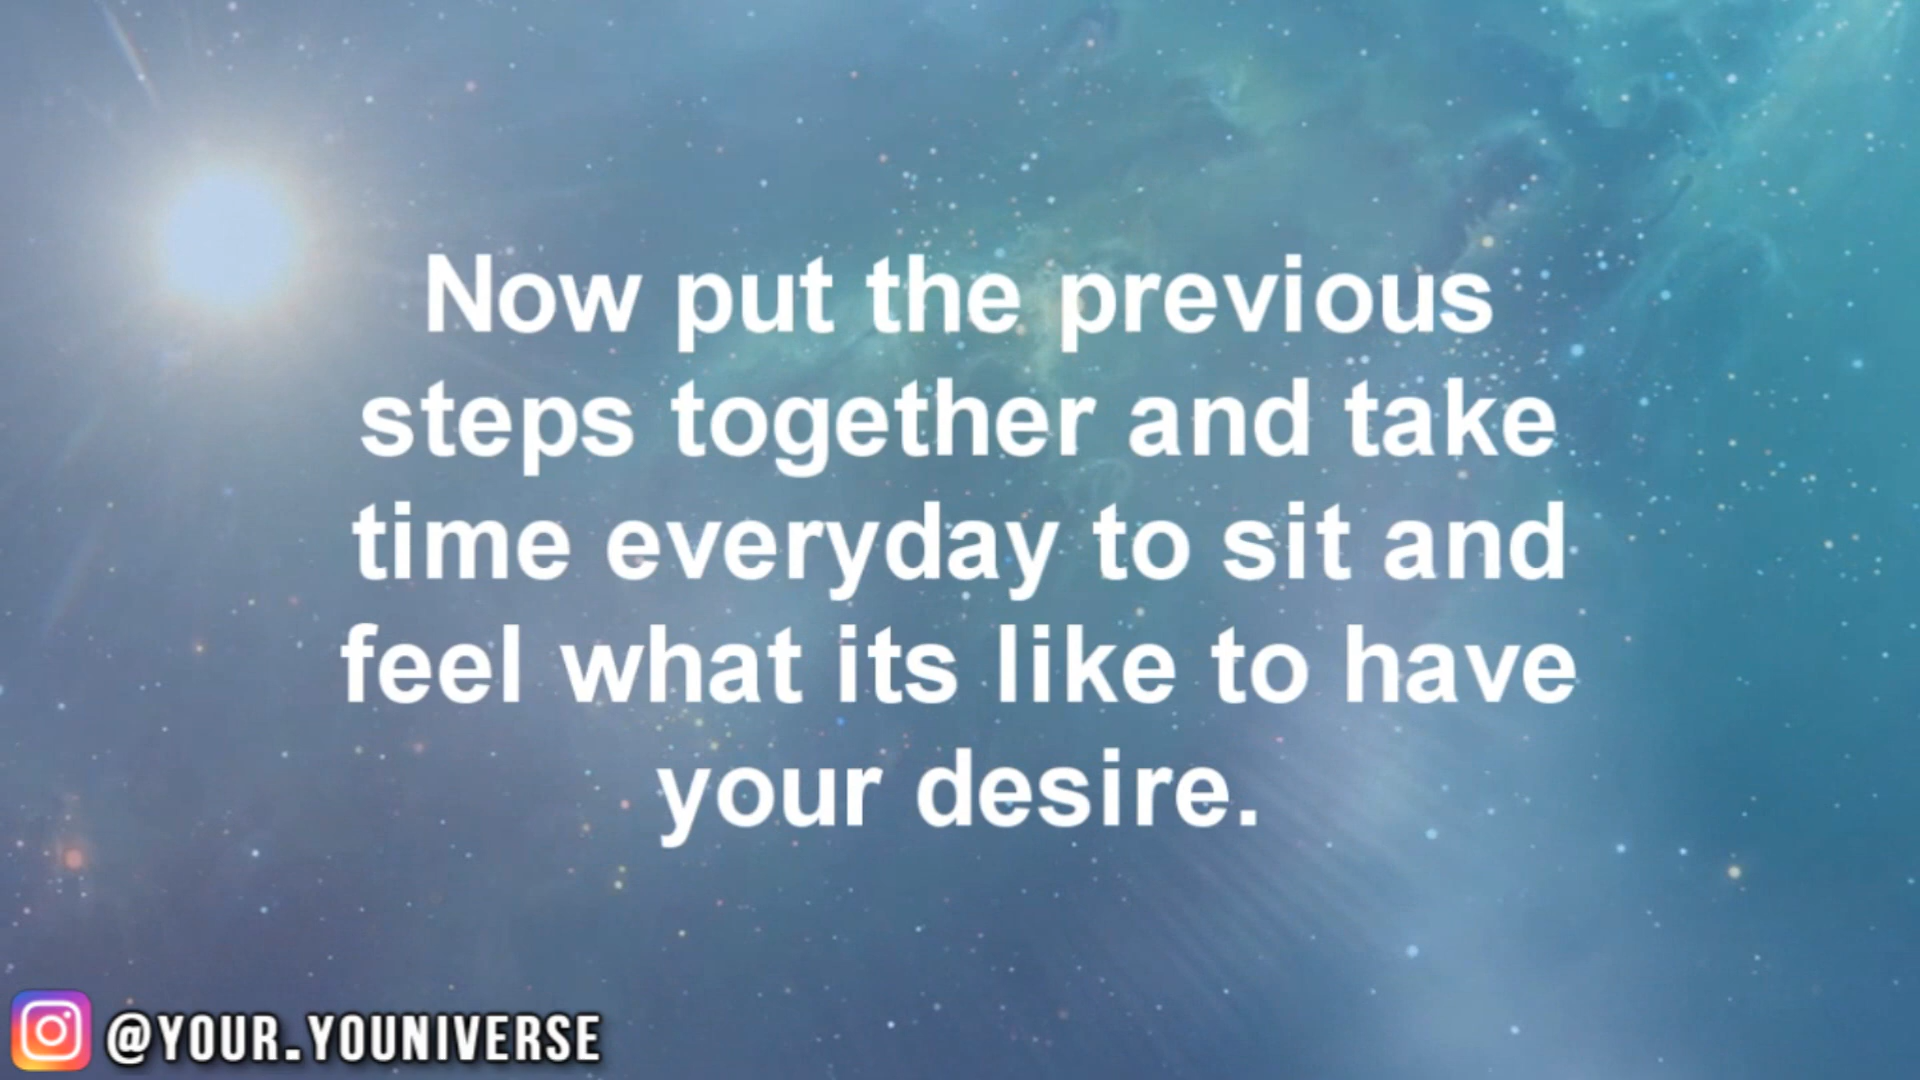 Now put the previous
steps together and take
time everyday to sit and
feel what its like to have
your desire.
@YOUR.YOUNIVERSE